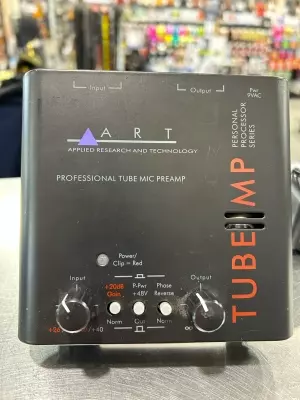 Input
Output
Pwr
9VAC
ART
APPLIED RESEARCH AND TECHNOLOGY
PERSONAL
PROCESSOR
SERIES
PROFESSIONAL TUBE MIC PREAMP
TUBE MP
Power/
Clip = Red
Input
+20dB
Gain
P-Pwr
+48V
Phase
Reverse
Output
Norm
Norm
∞